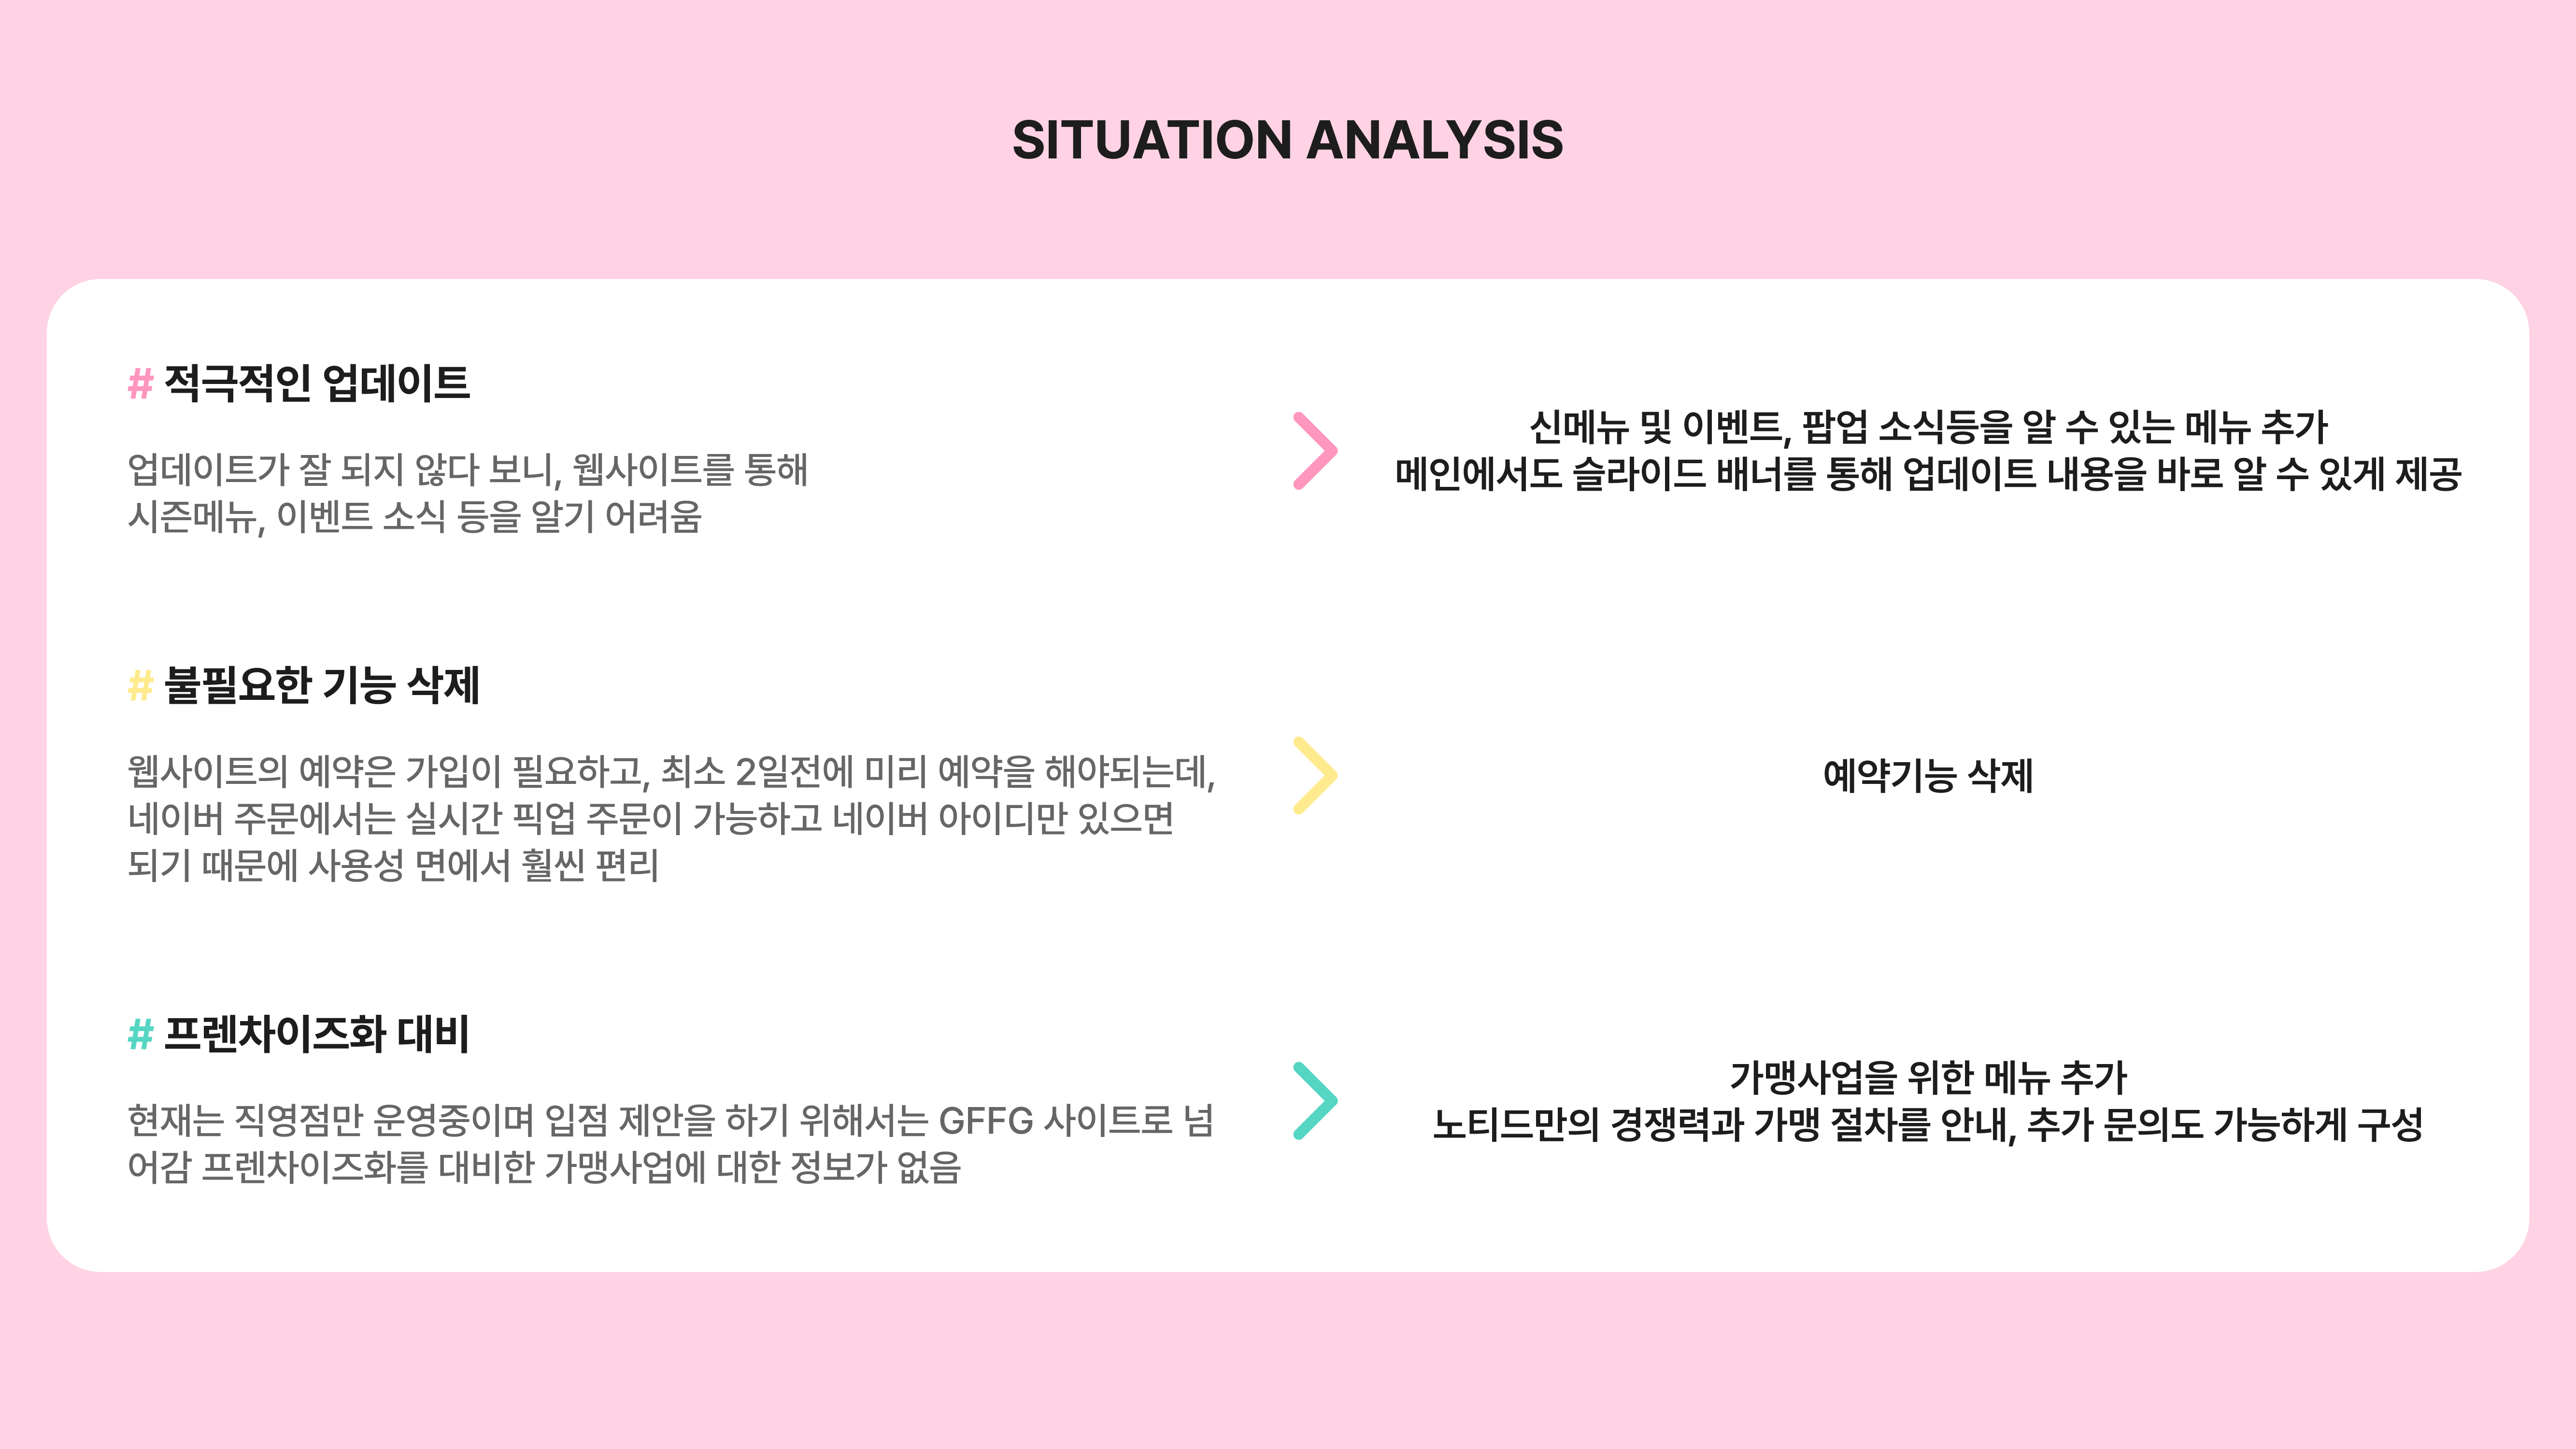 SITUATION ANALYSIS
# 적극적인 업데이트
업데이트가 잘 되지 않다 보니, 웹사이트를 통해
시즌메뉴, 이벤트 소식 등을 알기 어려움
신메뉴 및 이벤트, 팝업 소식등을 알 수 있는 메뉴 추가
메인에서도 슬라이드 배너를 통해 업데이트 내용을 바로 알 수 있게 제공
# 불필요한 기능 삭제
웹사이트의 예약은 가입이 필요하고, 최소 2일전에 미리 예약을 해야되는데,
네이버 주문에서는 실시간 픽업 주문이 가능하고 네이버 아이디만 있으면
되기 때문에 사용성 면에서 훨씬 편리
예약기능 삭제
# 프렌차이즈화 대비
현재는 직영점만 운영중이며 입점 제안을 하기 위해서는 GFFG 사이트로 넘
어감 프렌차이즈화를 대비한 가맹사업에 대한 정보가 없음
가맹사업을 위한 메뉴 추가
노티드만의 경쟁력과 가맹 절차를 안내, 추가 문의도 가능하게 구성